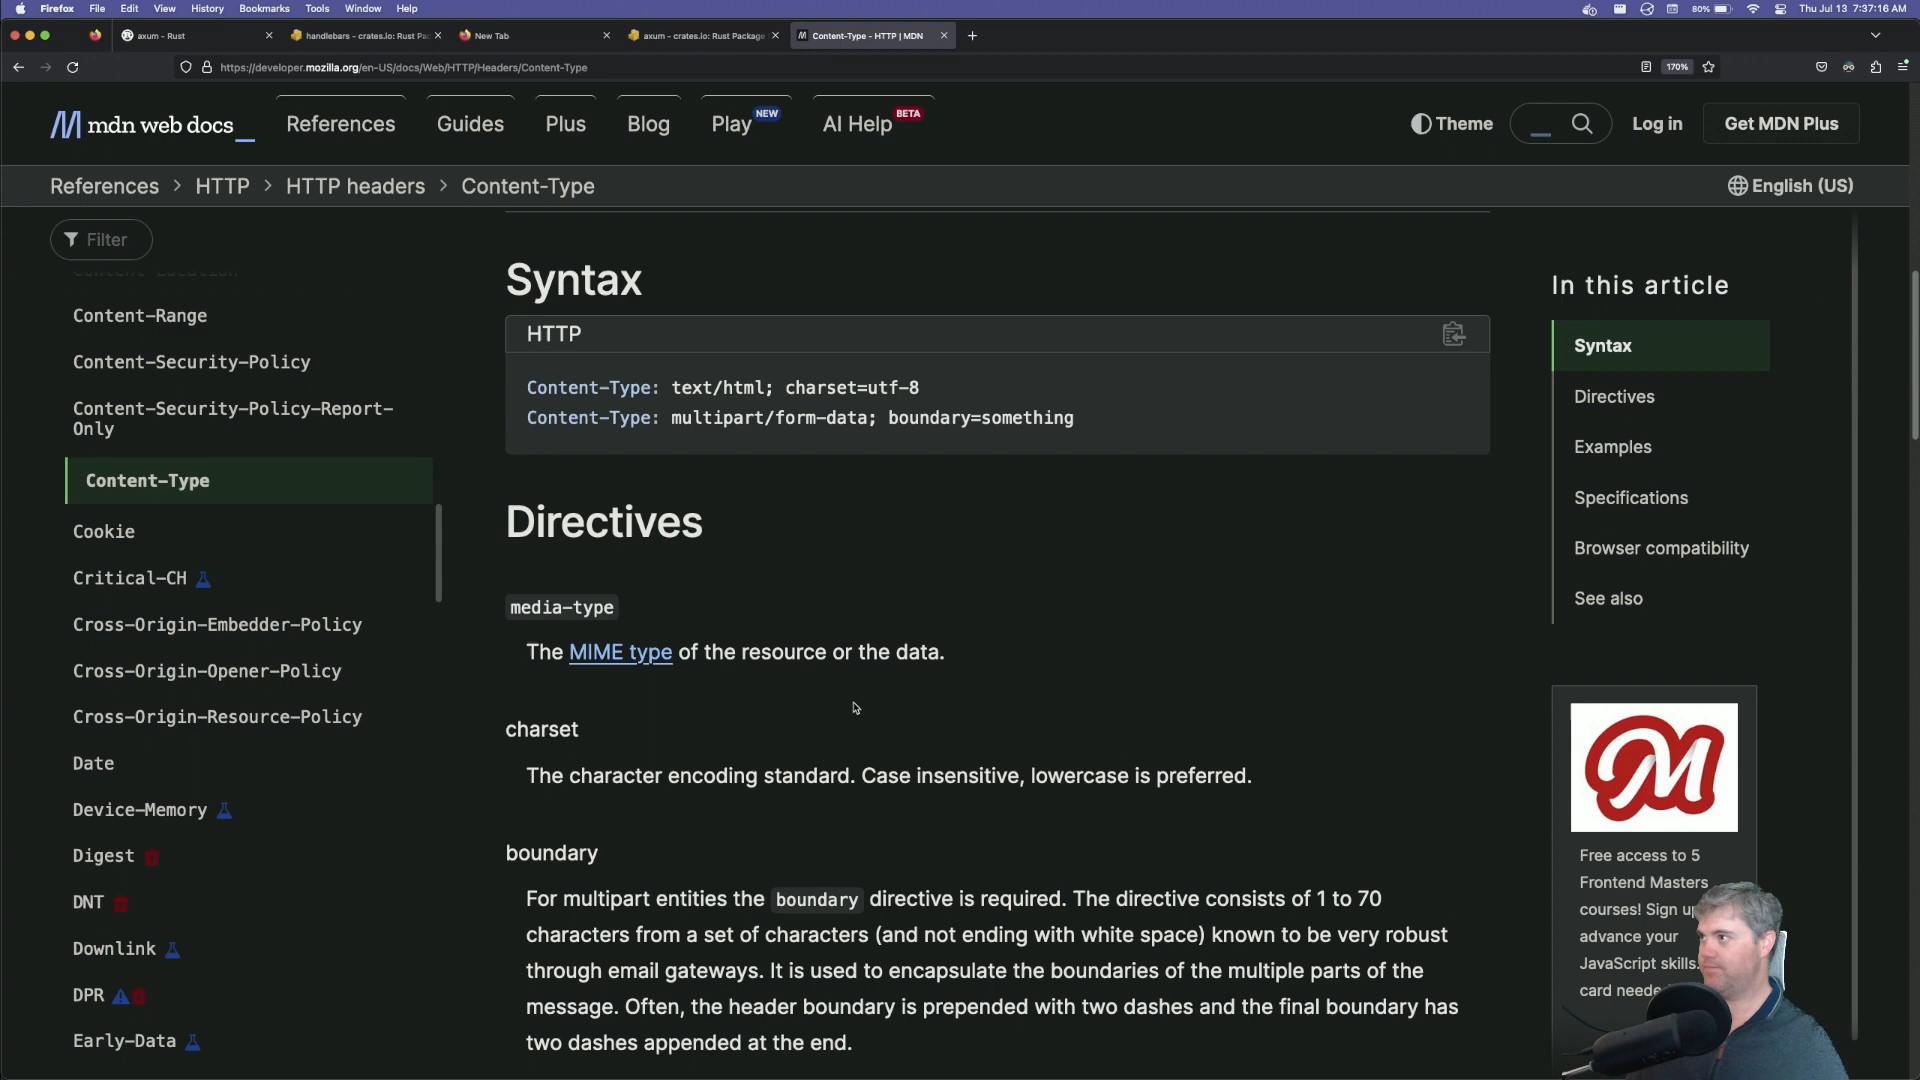 Firefox File Edit View History Bookmarks Tools Window Help
80% Thu Jul 13 7:37:16 AM
axum - Rust
handlebars - crates.io: Rust Pac
New Tab
axum - crates.io: Rust Package
Content-Type - HTTP | MDN
https://developer.mozilla.org/en-US/docs/Web/HTTP/Headers/Content-Type
170%
mdn web docs_
References
Guides
Plus
Blog
Play NEW
AI Help BETA
Theme
Log in
Get MDN Plus
References > HTTP > HTTP headers > Content-Type
English (US)
Filter
Content-Location
Content-Range
Content-Security-Policy
Content-Security-Policy-Report-
Only
Content-Type
Cookie
Critical-CH
Cross-Origin-Embedder-Policy
Cross-Origin-Opener-Policy
Cross-Origin-Resource-Policy
Date
Device-Memory
Digest
DNT
Downlink
DPR
Early-Data
Syntax
HTTP
Content-Type: text/html; charset=utf-8
Content-Type: multipart/form-data; boundary=something
Directives
media-type
The MIME type of the resource or the data.
charset
The character encoding standard. Case insensitive, lowercase is preferred.
boundary
For multipart entities the boundary directive is required. The directive consists of 1 to 70
characters from a set of characters (and not ending with white space) known to be very robust
through email gateways. It is used to encapsulate the boundaries of the multiple parts of the
message. Often, the header boundary is prepended with two dashes and the final boundary has
two dashes appended at the end.
In this article
Syntax
Directives
Examples
Specifications
Browser compatibility
See also
M
Free access to 5
Frontend Masters
courses! Sign up
advance your
JavaScript skills.
card neede